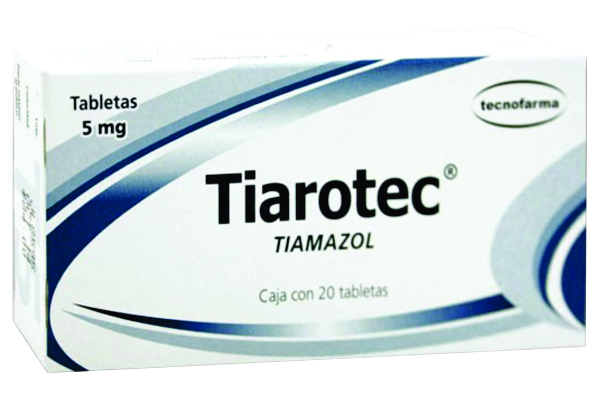 Tabletas
5 mg
tecnofarma
Tiarotec®
TIAMAZOL
Caja con 20 tabletas